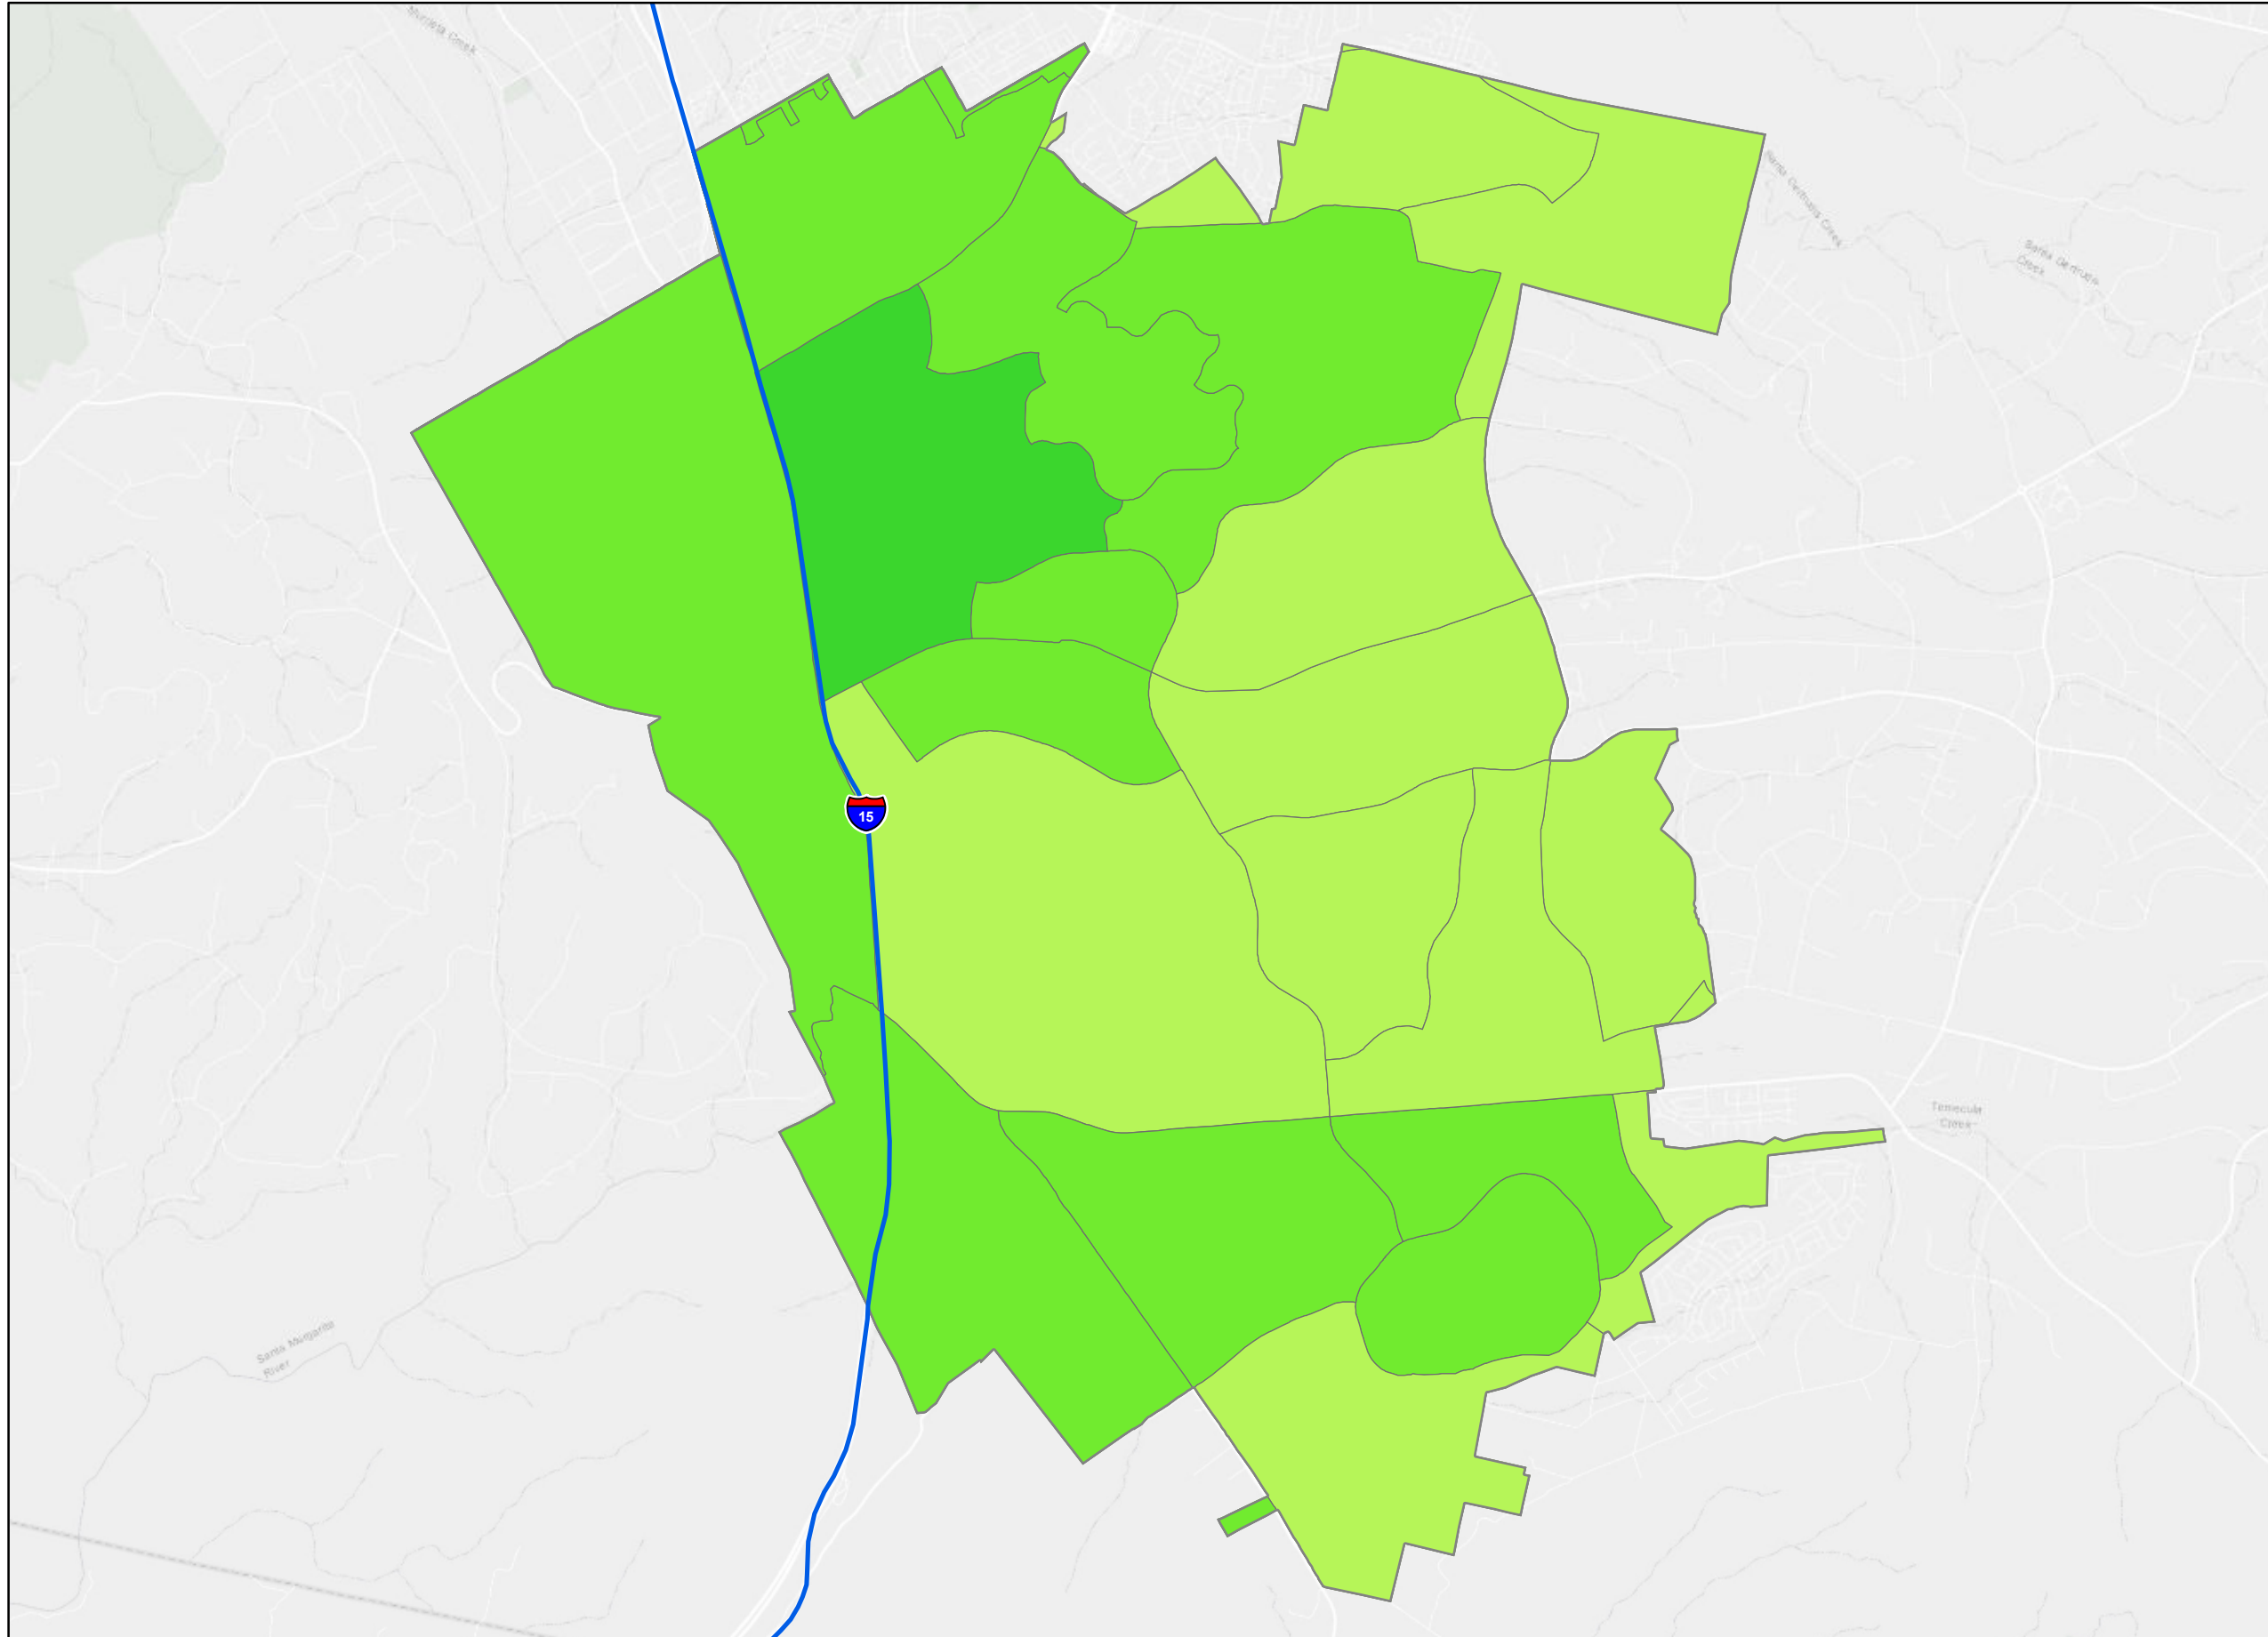 Murrieta Creek
Santa Gertrudis Creek
Santa Gertrudis
Creek
15
Temecula
Creek
Santa Margarita
River